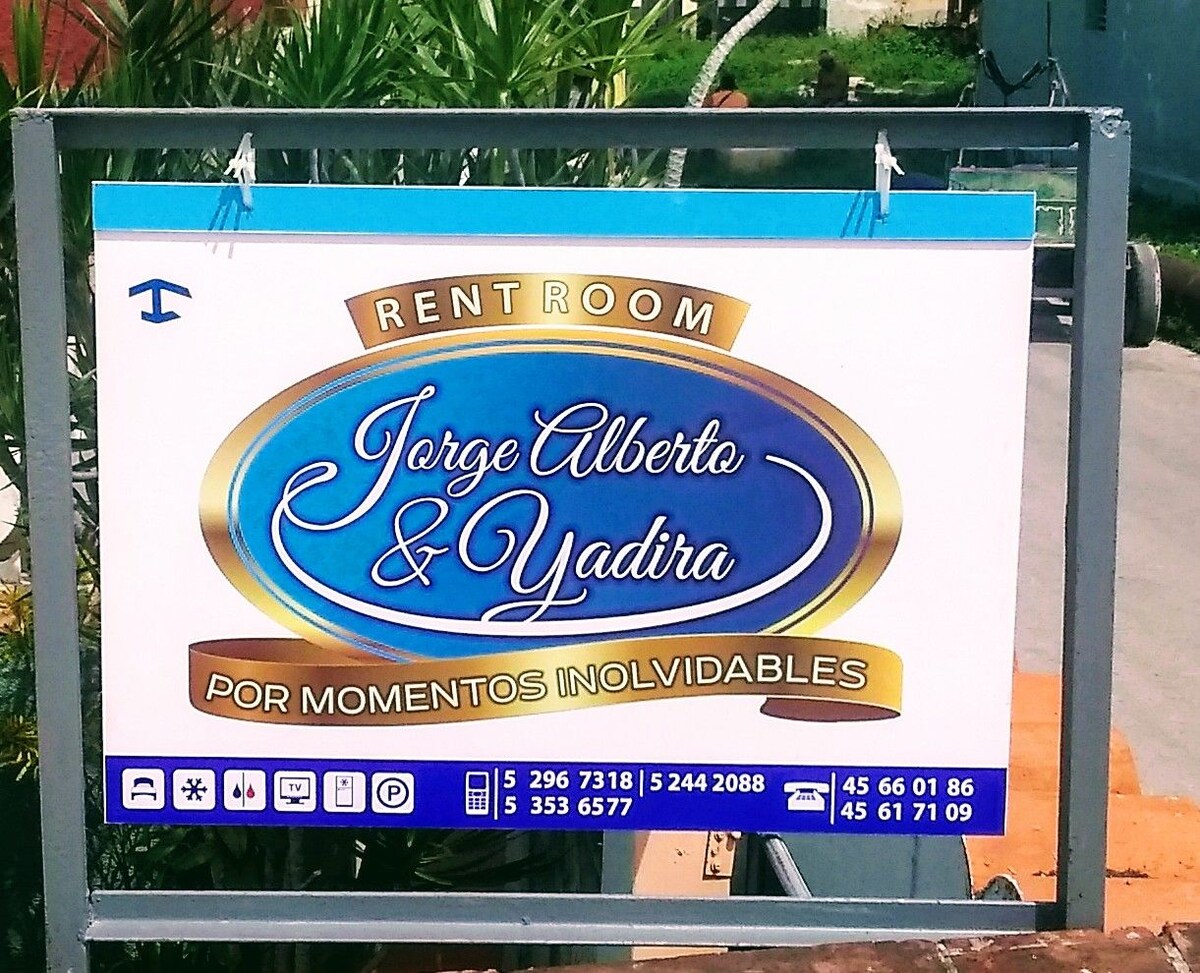 RENT ROOM
Jorge Alberto
& Yadira
POR MOMENTOS INOLVIDABLES
TV
P
5 296 7318 | 5 244 2088
5 353 6577
45 66 01 86
45 61 71 09